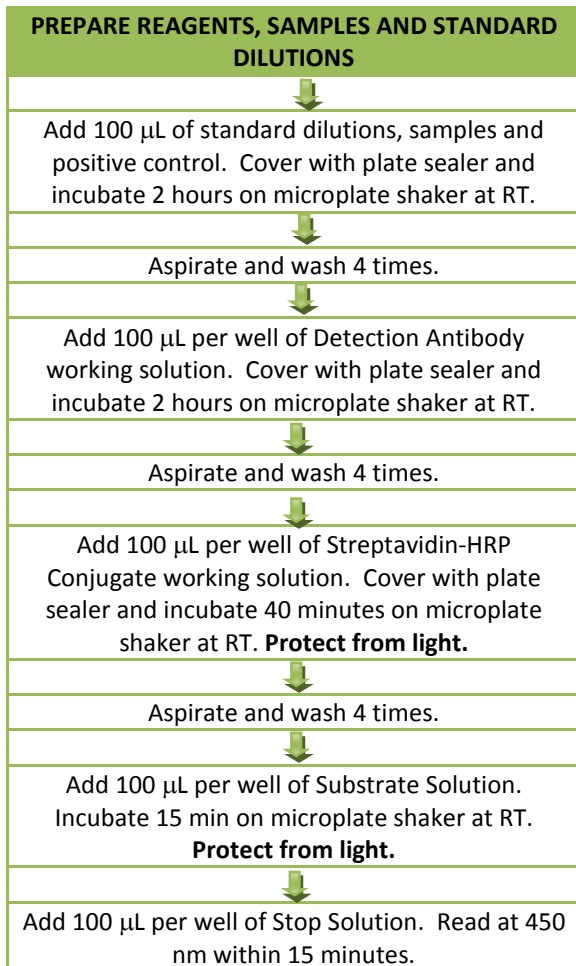 PREPARE REAGENTS, SAMPLES AND STANDARD
DILUTIONS
Add 100 μL of standard dilutions, samples and
positive control.  Cover with plate sealer and
incubate 2 hours on microplate shaker at RT.
Aspirate and wash 4 times.
Add 100 μL per well of Detection Antibody
working solution.  Cover with plate sealer and
incubate 2 hours on microplate shaker at RT.
Aspirate and wash 4 times.
Add 100 μL per well of Streptavidin-HRP
Conjugate working solution.  Cover with plate
sealer and incubate 40 minutes on microplate
shaker at RT. Protect from light.
Aspirate and wash 4 times.
Add 100 μL per well of Substrate Solution.
Incubate 15 min on microplate shaker at RT.
Protect from light.
Add 100 μL per well of Stop Solution.  Read at 450
nm within 15 minutes.